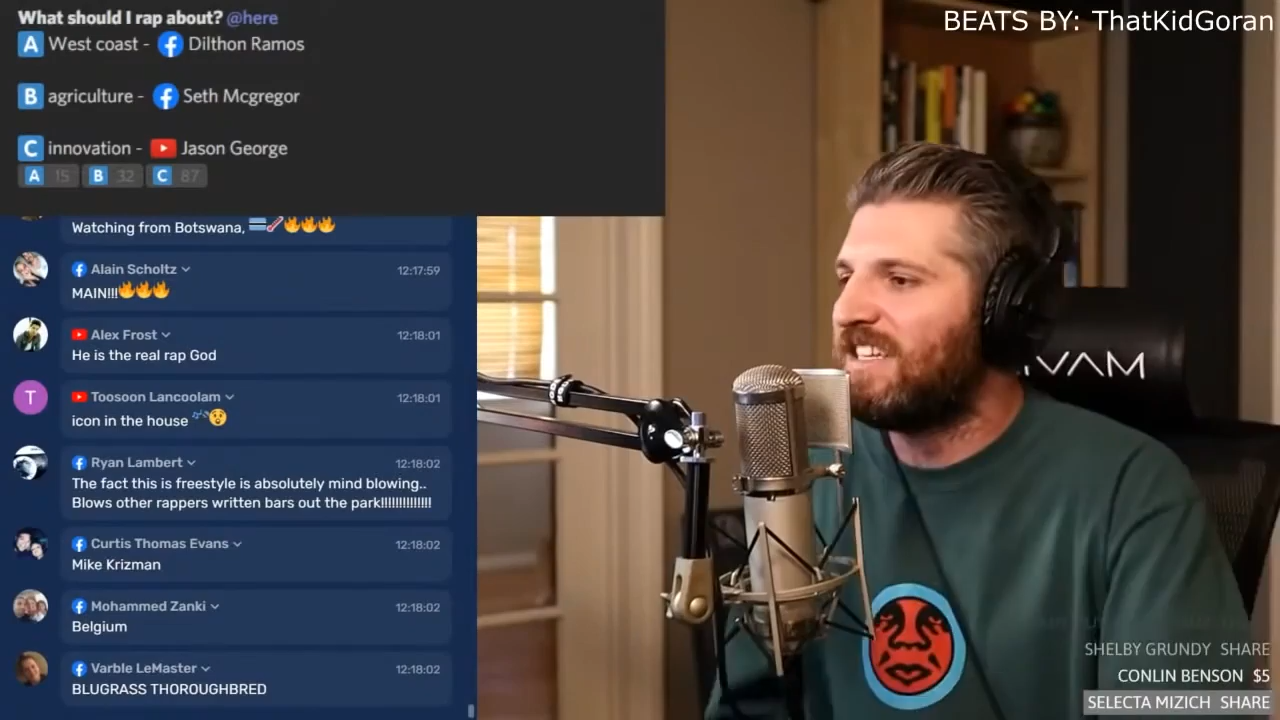 What should I rap about? @here
A West coast - Dilthon Ramos
B agriculture - Seth Mcgregor
C innovation - Jason George
A 15 B 32 C 87
BEATS BY: ThatKidGoran
Watching from Botswana,
Alain Scholtz 12:17:59
MAIN!!!
Alex Frost 12:18:01
He is the real rap God
T
Toosoon Lancoolam 12:18:01
icon in the house
Ryan Lambert 12:18:02
The fact this is freestyle is absolutely mind blowing..
Blows other rappers written bars out the park!!!!!!!!!!!!!!
Curtis Thomas Evans 12:18:02
Mike Krizman
Mohammed Zanki 12:18:02
Belgium
Varble LeMaster 12:18:02
BLUGRASS THOROUGHBRED
SHELBY GRUNDY SHARE
CONLIN BENSON $5
SELECTA MIZICH SHARE